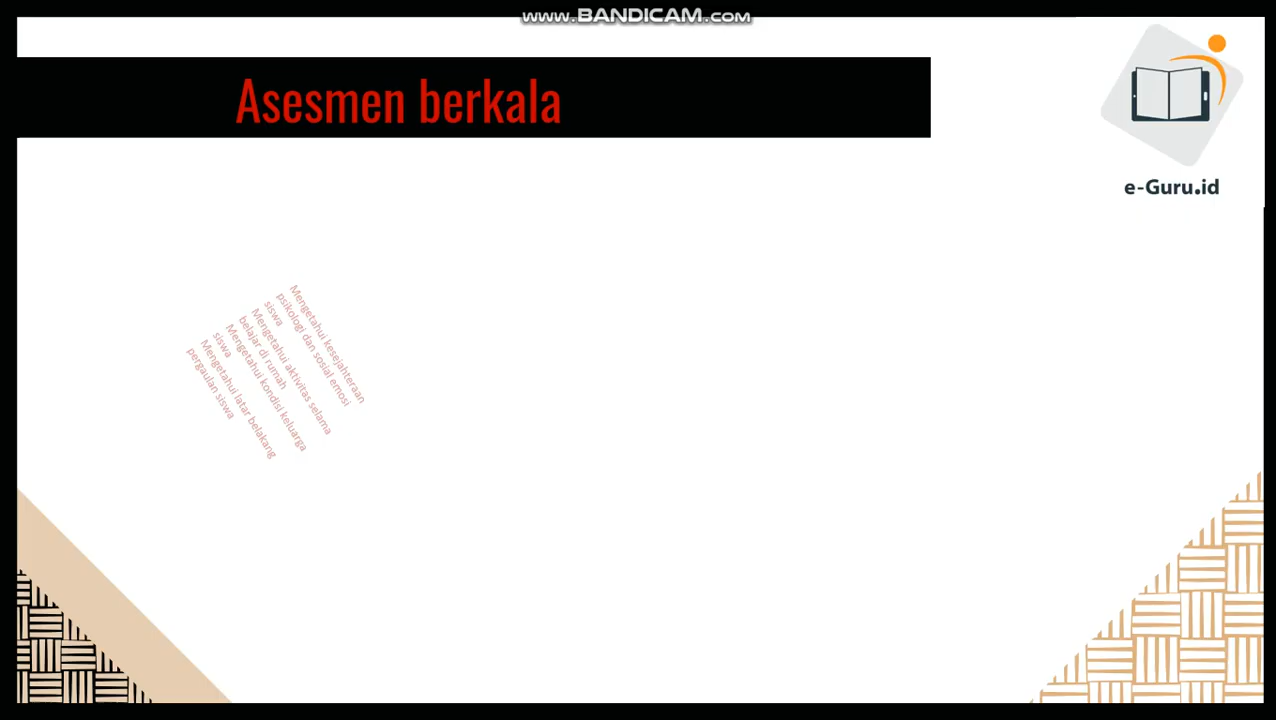 www.BANDICAM.com
Asesmen berkala
e-Guru.id
Mengetahui kesejahteraan
psikologi dan sosial emosi
siswa
Mengetahui aktivitas selama
belajar di rumah
Mengetahui kondisi keluarga
siswa
Mengetahui latar belakang
pergaulan siswa